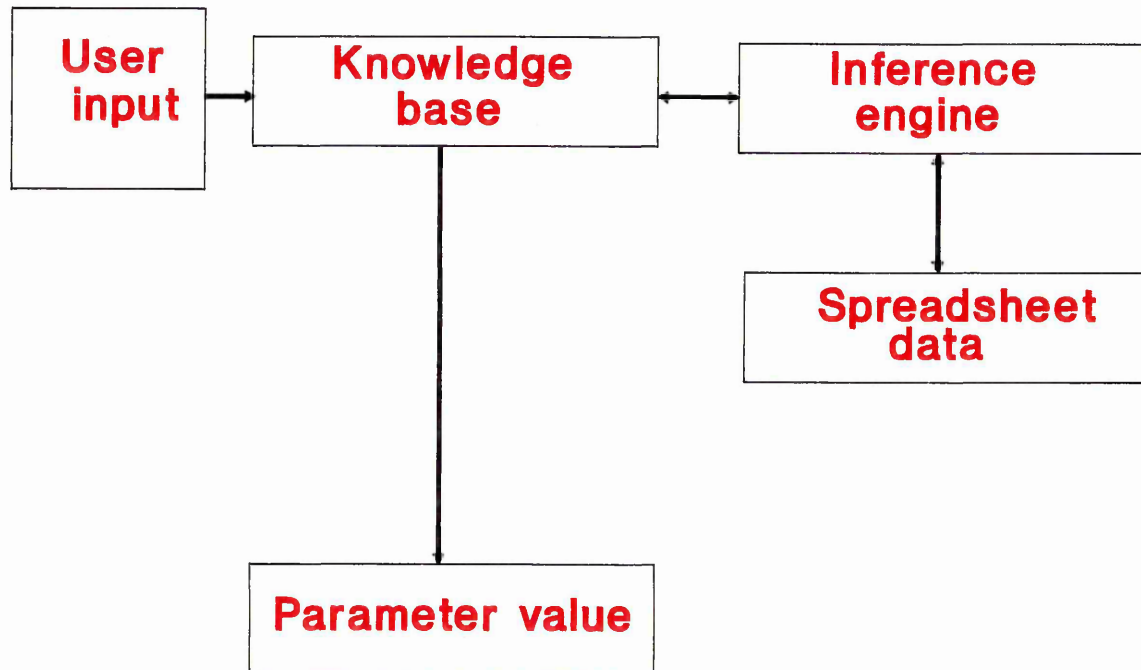 User
input
Knowledge
base
Inference
engine
Spreadsheet
data
Parameter value